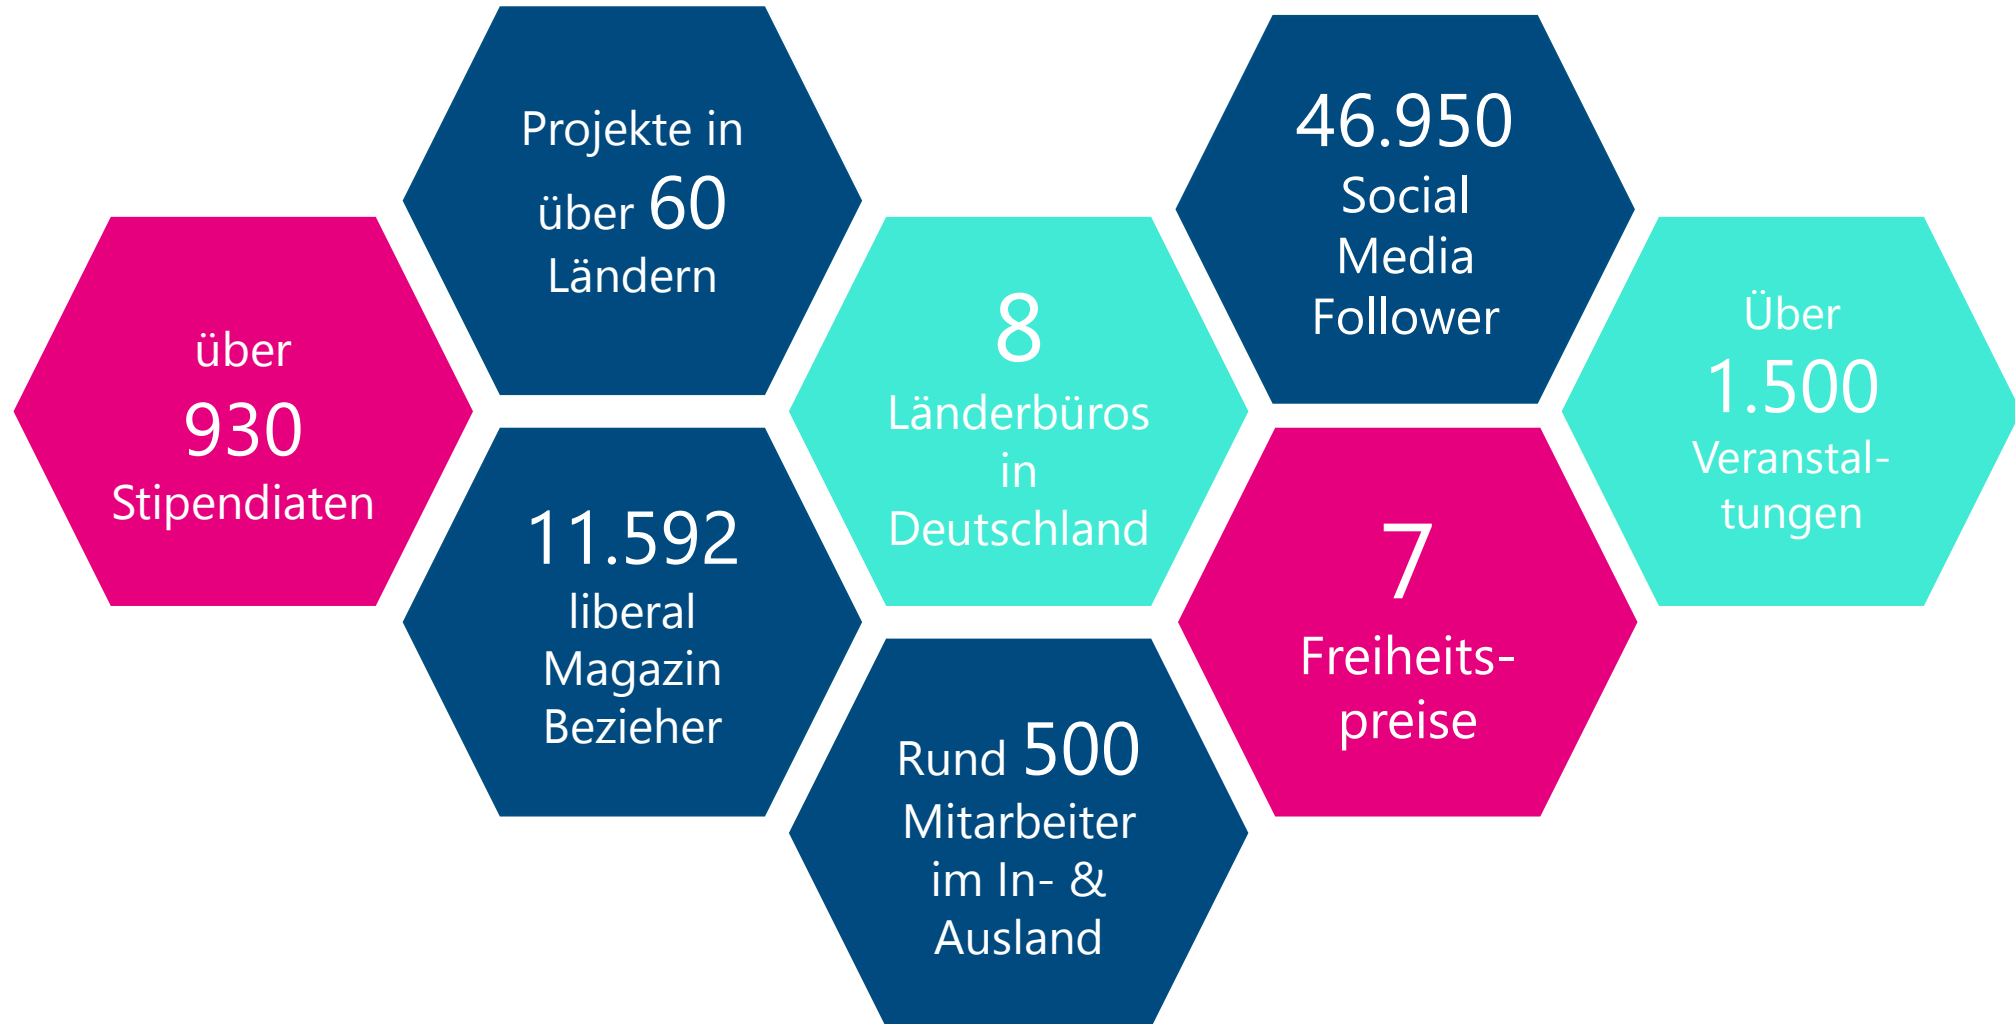 Projekte in
über 60
Ländern
46.950
Social
Media
Follower
über
930
Stipendiaten
8
Länderbüros
in
Deutschland
Über
1.500
Veranstal-
tungen
11.592
liberal
Magazin
Bezieher
7
Freiheits-
preise
Rund 500
Mitarbeiter
im In- &
Ausland